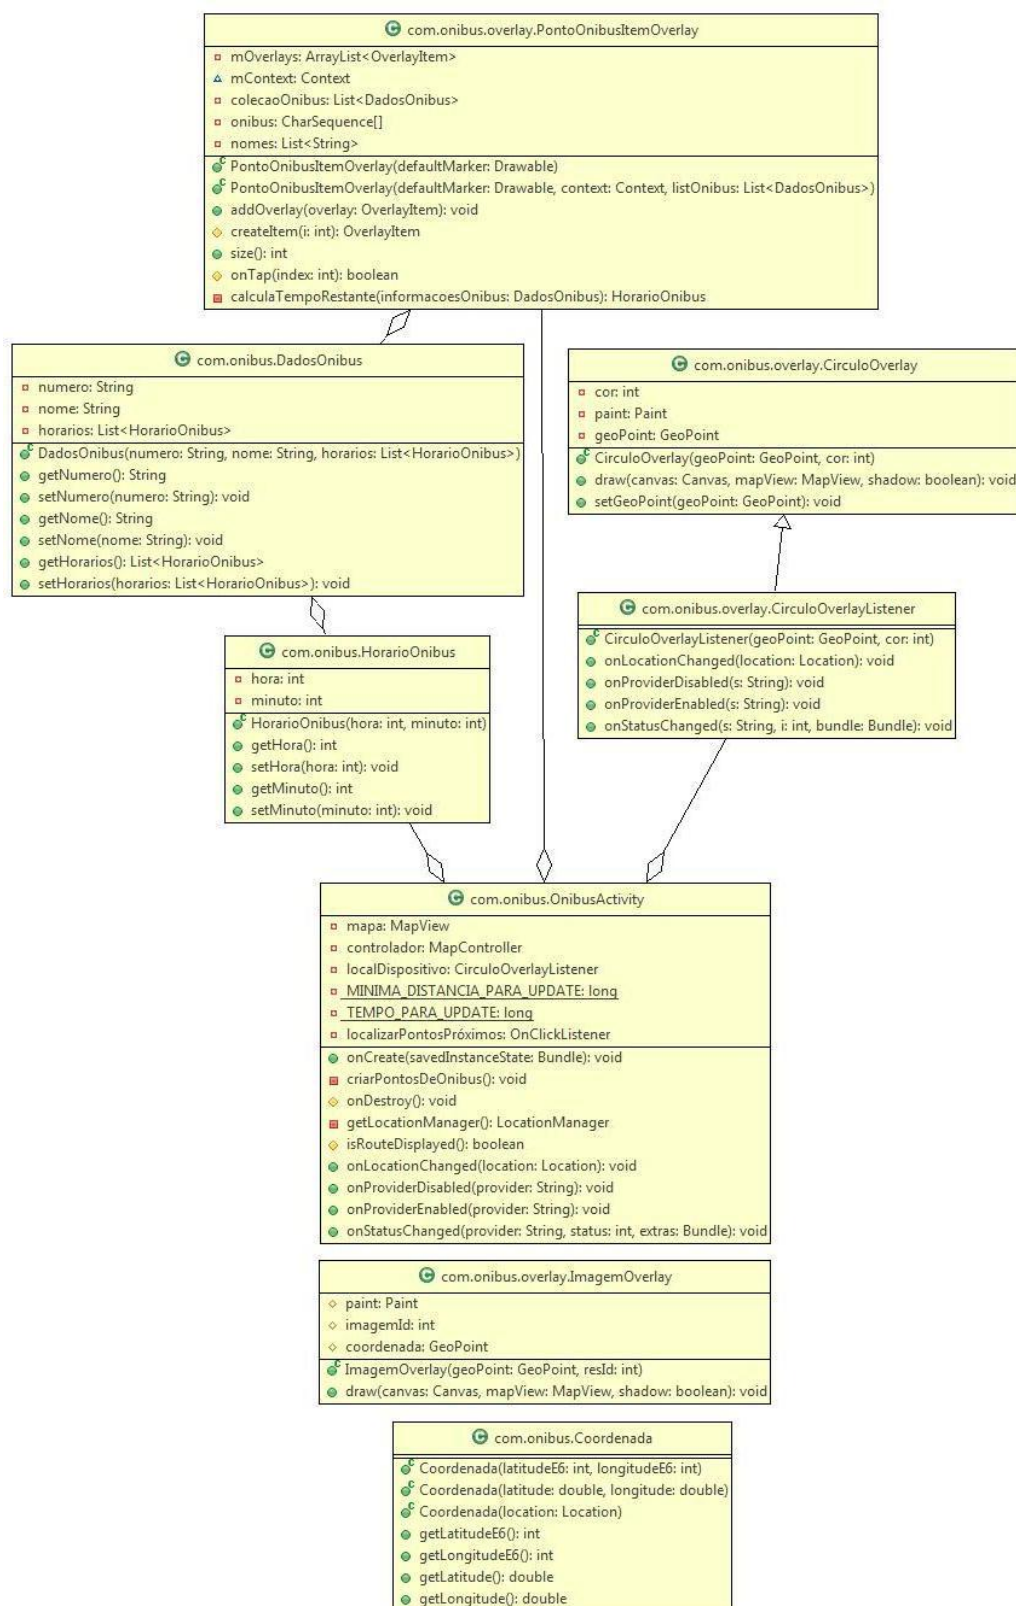 com.onibus.overlay.PontoOnibusItemOverlay
mOverlays: ArrayList<OverlayItem>
mContext: Context
colecaoOnibus: List<DadosOnibus>
onibus: CharSequence[]
nomes: List<String>
PontoOnibusItemOverlay(defaultMarker: Drawable)
PontoOnibusItemOverlay(defaultMarker: Drawable, context: Context, listOnibus: List<DadosOnibus>)
addOverlay(overlay: OverlayItem): void
createItem(i: int): OverlayItem
size(): int
onTap(index: int): boolean
calculaTempoRestante(informacoesOnibus: DadosOnibus): HorarioOnibus
com.onibus.DadosOnibus
numero: String
nome: String
horarios: List<HorarioOnibus>
DadosOnibus(numero: String, nome: String, horarios: List<HorarioOnibus>)
getNumero(): String
setNumero(numero: String): void
getNome(): String
setNome(nome: String): void
getHorarios(): List<HorarioOnibus>
setHorarios(horarios: List<HorarioOnibus>): void
com.onibus.overlay.CirculoOverlay
cor: int
paint: Paint
geoPoint: GeoPoint
CirculoOverlay(geoPoint: GeoPoint, cor: int)
draw(canvas: Canvas, mapView: MapView, shadow: boolean): void
setGeoPoint(geoPoint: GeoPoint): void
com.onibus.overlay.CirculoOverlayListener
CirculoOverlayListener(geoPoint: GeoPoint, cor: int)
onLocationChanged(location: Location): void
onProviderDisabled(s: String): void
onProviderEnabled(s: String): void
onStatusChanged(s: String, i: int, bundle: Bundle): void
com.onibus.HorarioOnibus
hora: int
minuto: int
HorarioOnibus(hora: int, minuto: int)
getHora(): int
setHora(hora: int): void
getMinuto(): int
setMinuto(minuto: int): void
com.onibus.OnibusActivity
mapa: MapView
controlador: MapController
localDispositivo: CirculoOverlayListener
MINIMA_DISTANCIA_PARA_UPDATE: long
TEMPO_PARA_UPDATE: long
localizarPontosPróximos: OnClickListener
onCreate(savedInstanceState: Bundle): void
criarPontosDeOnibus(): void
onDestroy(): void
getLocationManager(): LocationManager
isRouteDisplayed(): boolean
onLocationChanged(location: Location): void
onProviderDisabled(provider: String): void
onProviderEnabled(provider: String): void
onStatusChanged(provider: String, status: int, extras: Bundle): void
com.onibus.overlay.ImagemOverlay
paint: Paint
imagemId: int
coordenada: GeoPoint
ImagemOverlay(geoPoint: GeoPoint, resId: int)
draw(canvas: Canvas, mapView: MapView, shadow: boolean): void
com.onibus.Coordenada
Coordenada(latitudeE6: int, longitudeE6: int)
Coordenada(latitude: double, longitude: double)
Coordenada(location: Location)
getLatitudeE6(): int
getLongitudeE6(): int
getLatitude(): double
getLongitude(): double